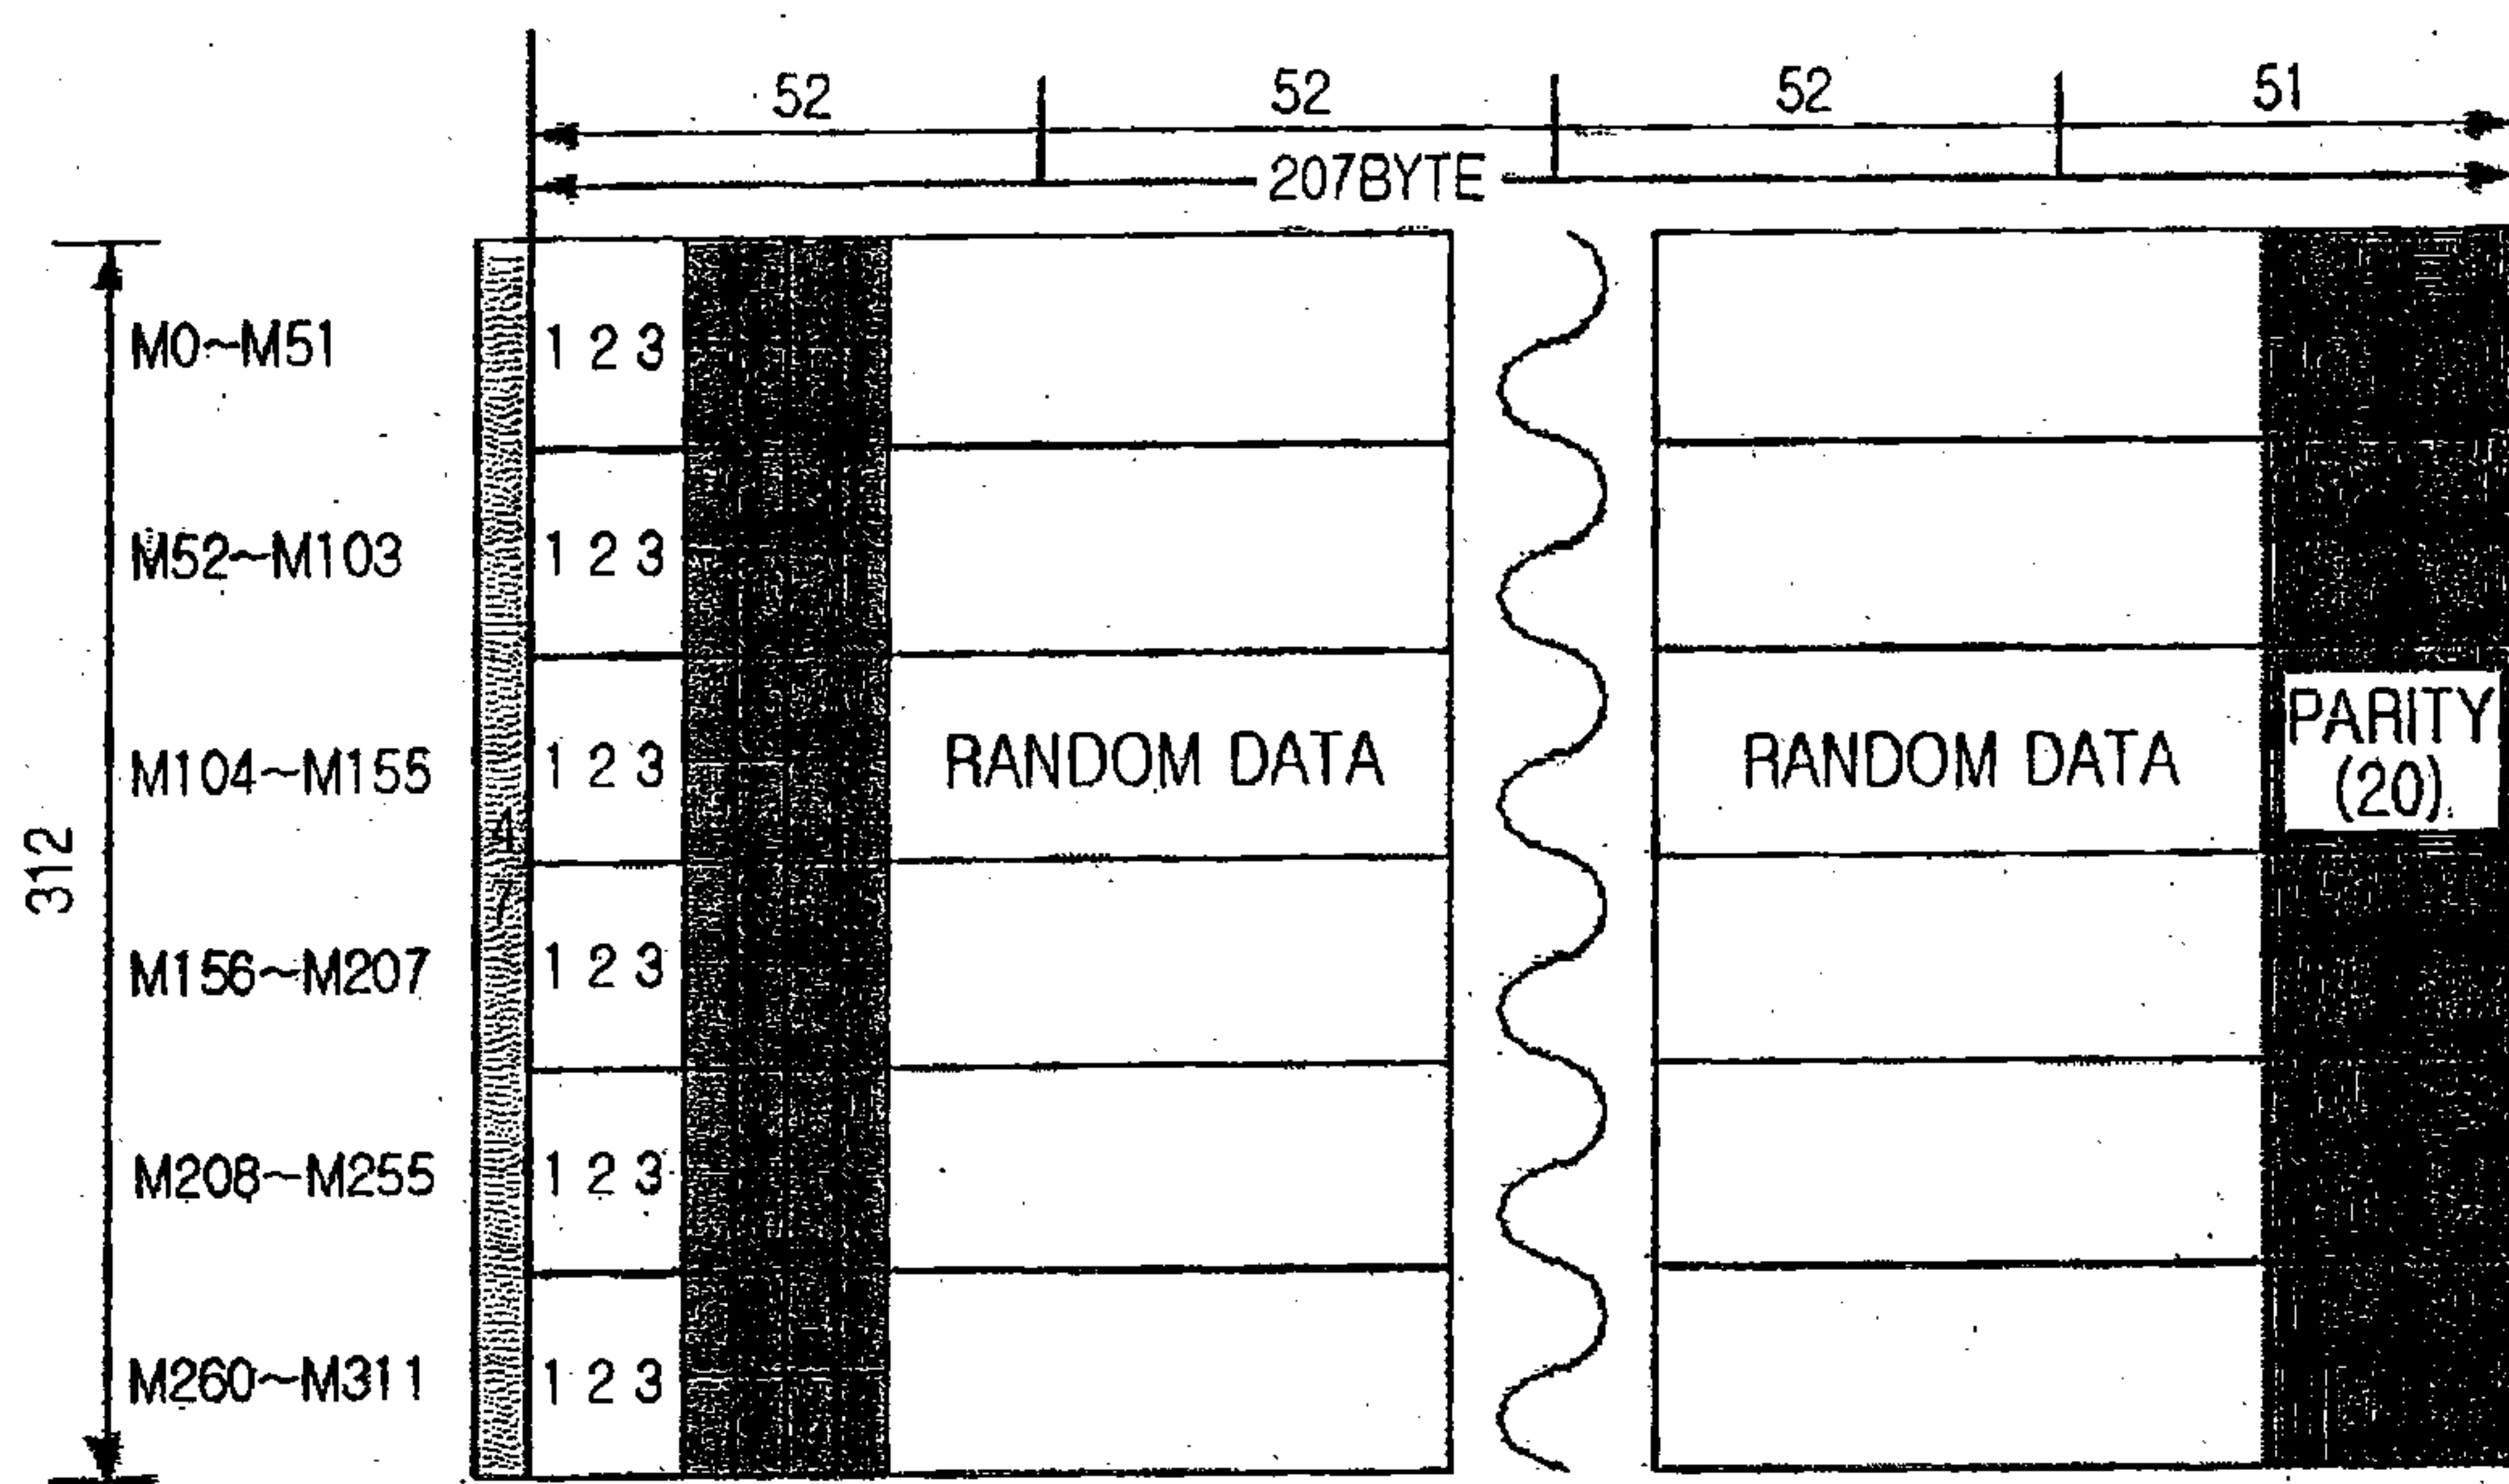 52 52 52 51
207BYTE
M0~M51 1 2 3
M52~M103 1 2 3
M104~M155 1 2 3 RANDOM DATA RANDOM DATA PARITY
(20)
312
M156~M207 1 2 3
M208~M255 1 2 3
M260~M311 1 2 3